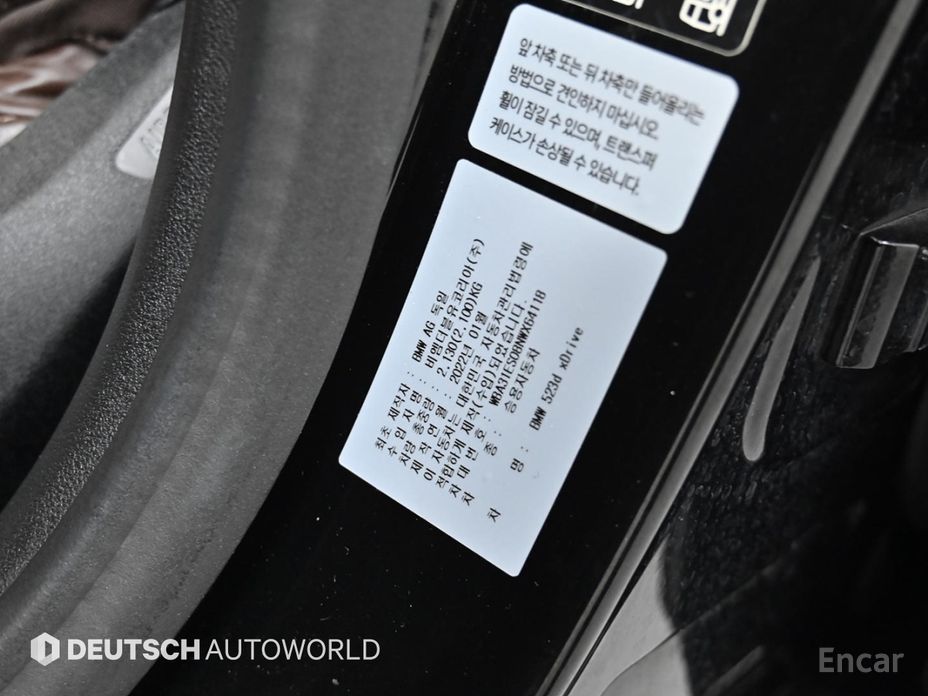 앞 차축 또는 뒤 차축만 들어올리는
방법으로 견인하지 마십시오.
휠이 잠길 수 있으며, 트랜스퍼
케이스가 손상될 수 있습니다.
최초 제작자 : BMW AG 독일
수 입 자 명 : 비엠더블유코리아(주)
차량 총중량 : 2,130(2,100)KG
제 작 연 월 : 2022년 01월
이 자동차는 대한민국 자동차관리법령에
적합하게 제작(수입)되었습니다.
차 대 번 호 : WBA31FS08NWX64118
차 종 : 승용자동차
차 명 : BMW 523d xDrive
DEUTSCH AUTOWORLD
Encar